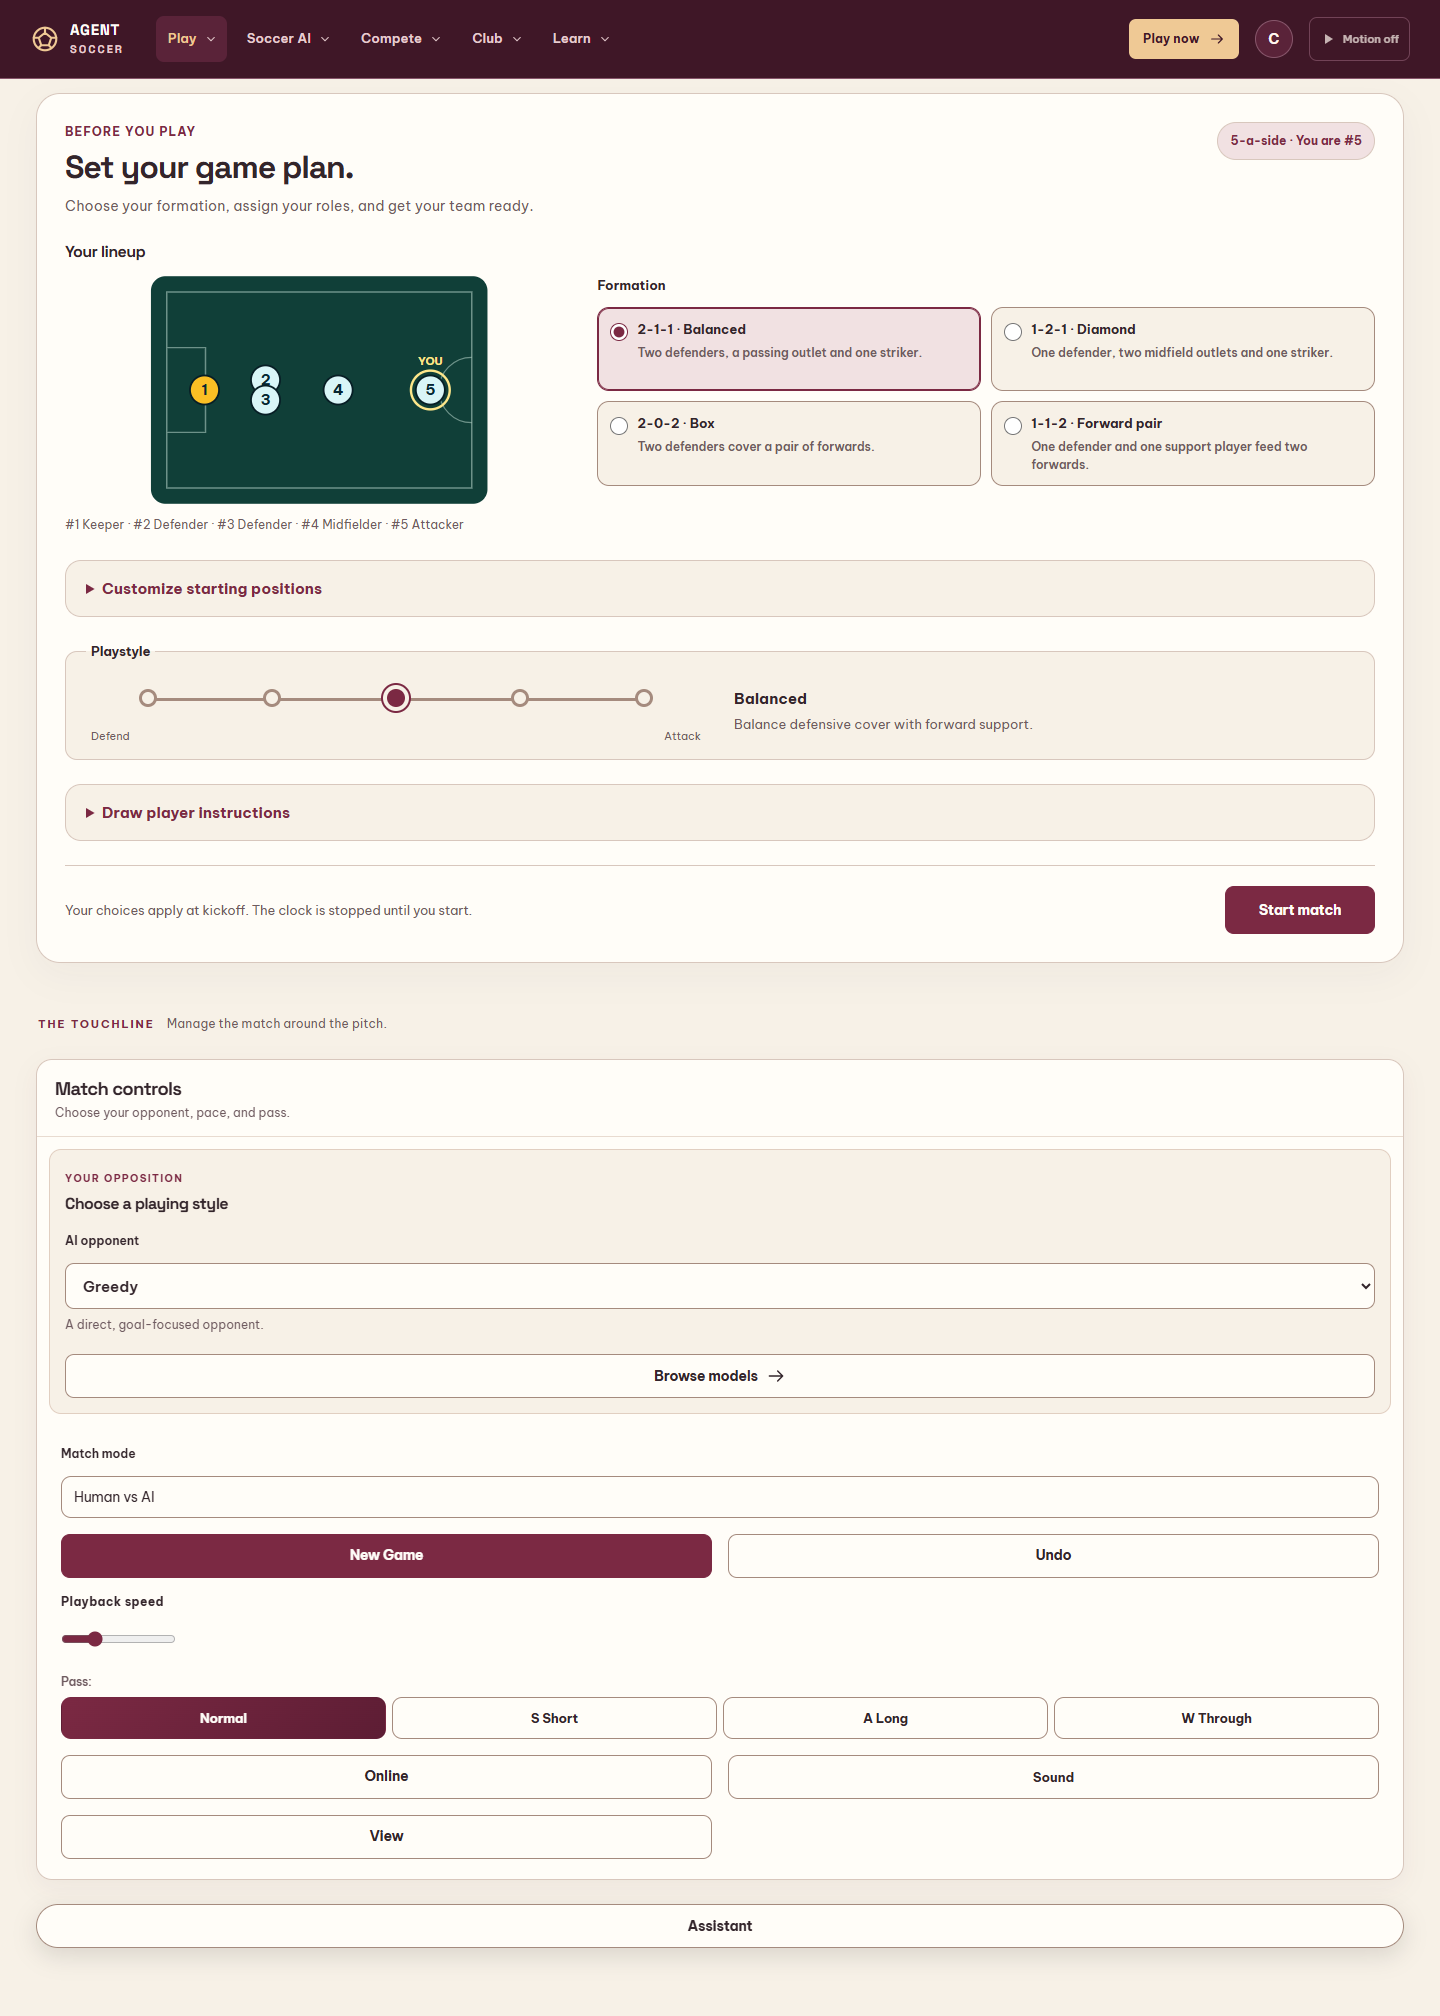 AGENT
SOCCER
Play
Soccer AI
Compete
Club
Learn
Play now
C
Motion off
BEFORE YOU PLAY
Set your game plan.
Choose your formation, assign your roles, and get your team ready.
5-a-side · You are #5
Your lineup
YOU
1
2
3
4
5
#1 Keeper · #2 Defender · #3 Defender · #4 Midfielder · #5 Attacker
Formation
2-1-1 · Balanced
Two defenders, a passing outlet and one striker.
1-2-1 · Diamond
One defender, two midfield outlets and one striker.
2-0-2 · Box
Two defenders cover a pair of forwards.
1-1-2 · Forward pair
One defender and one support player feed two
forwards.
Customize starting positions
Playstyle
Defend
Attack
Balanced
Balance defensive cover with forward support.
Draw player instructions
Your choices apply at kickoff. The clock is stopped until you start.
Start match
THE TOUCHLINE
Manage the match around the pitch.
Match controls
Choose your opponent, pace, and pass.
YOUR OPPOSITION
Choose a playing style
AI opponent
Greedy
A direct, goal-focused opponent.
Browse models
Match mode
Human vs AI
New Game
Undo
Playback speed
Pass:
Normal
S Short
A Long
W Through
Online
Sound
View
Assistant